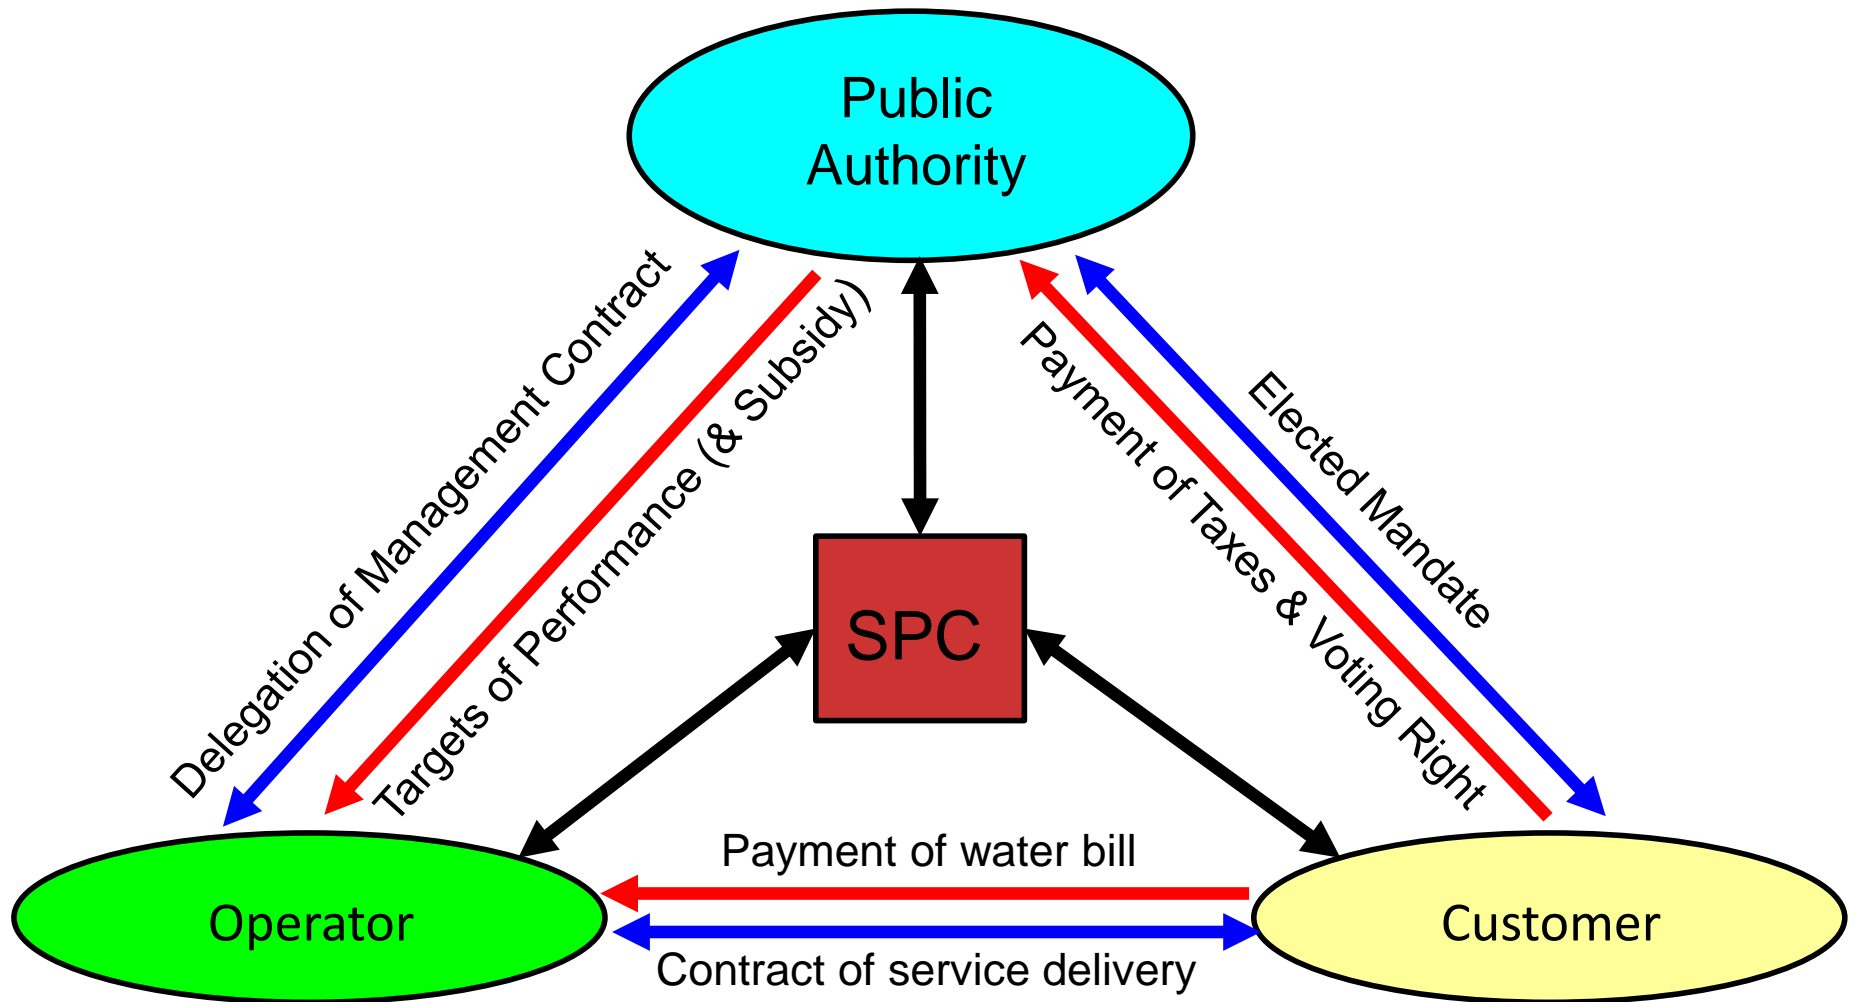 Public
Authority
Delegation of Management Contract
Targets of Performance (& Subsidy)
Payment of Taxes & Voting Right
Elected Mandate
SPC
Payment of water bill
Operator
Customer
Contract of service delivery